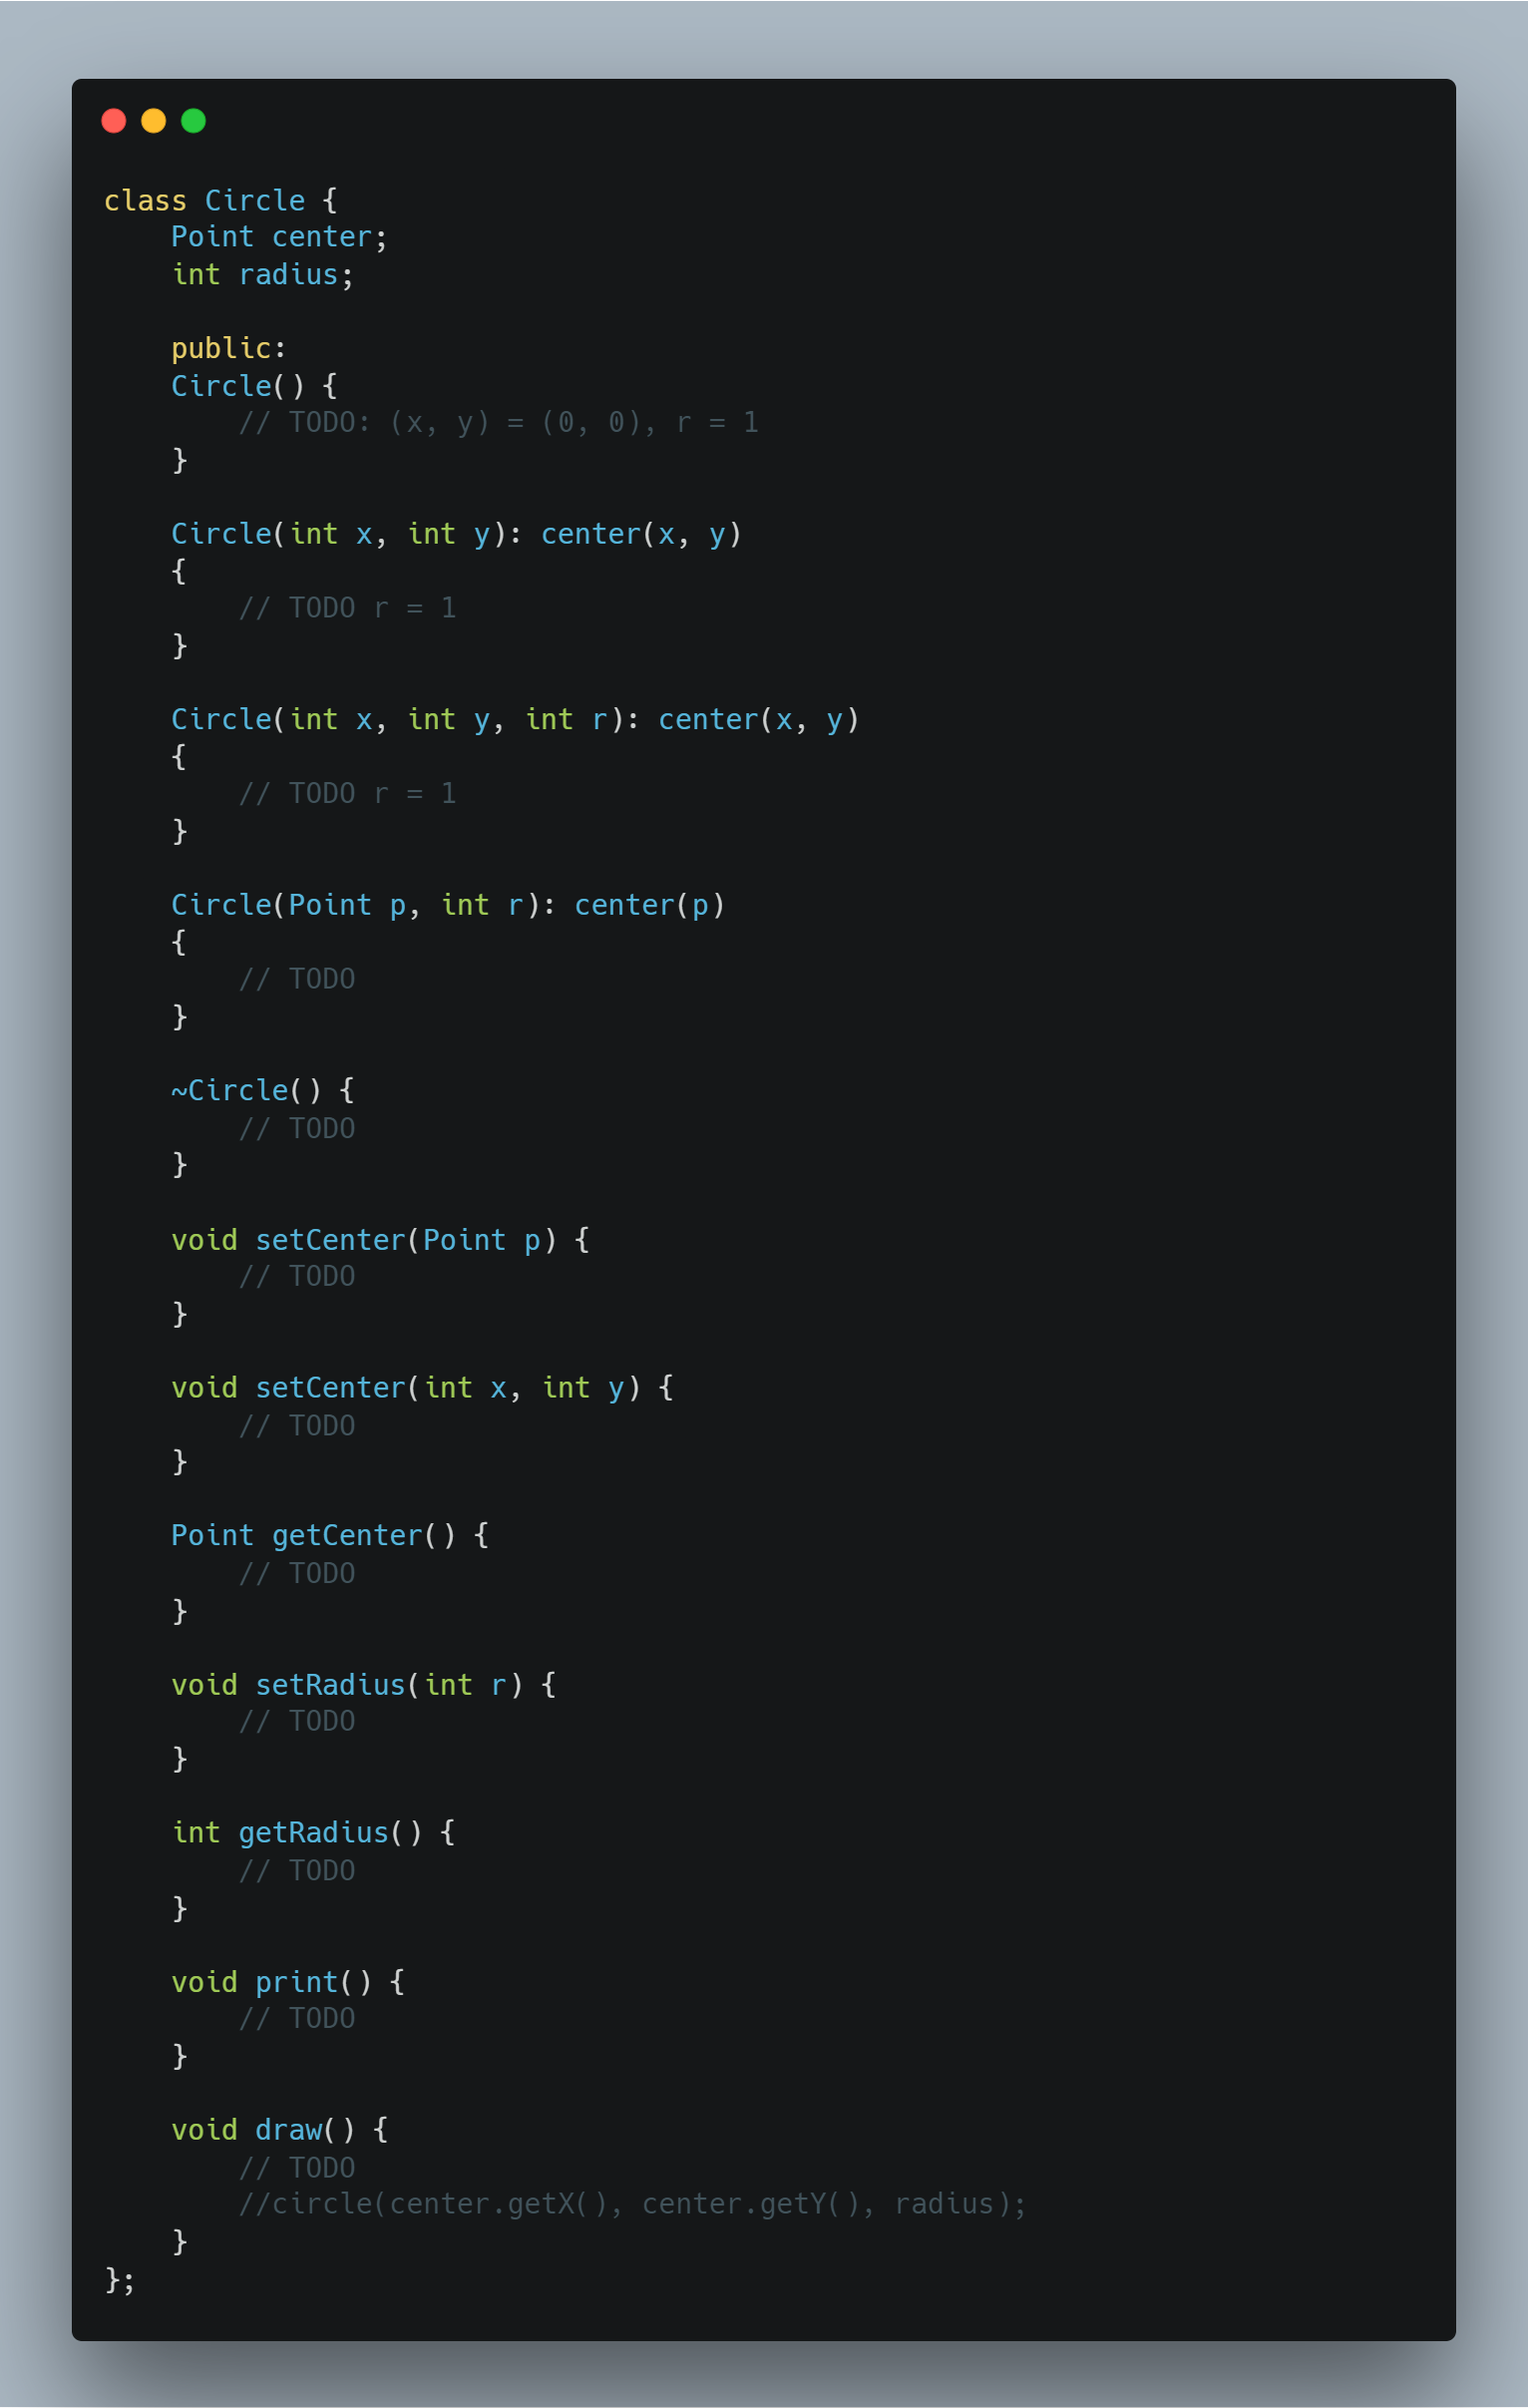 class Circle {
    Point center;
    int radius;

    public:
    Circle() {
        // TODO: (x, y) = (0, 0), r = 1
    }

    Circle(int x, int y): center(x, y)
    {
        // TODO r = 1
    }

    Circle(int x, int y, int r): center(x, y)
    {
        // TODO r = 1
    }

    Circle(Point p, int r): center(p)
    {
        // TODO
    }

    ~Circle() {
        // TODO
    }

    void setCenter(Point p) {
        // TODO
    }

    void setCenter(int x, int y) {
        // TODO
    }

    Point getCenter() {
        // TODO
    }

    void setRadius(int r) {
        // TODO
    }

    int getRadius() {
        // TODO
    }

    void print() {
        // TODO
    }

    void draw() {
        // TODO
        //circle(center.getX(), center.getY(), radius);
    }
};